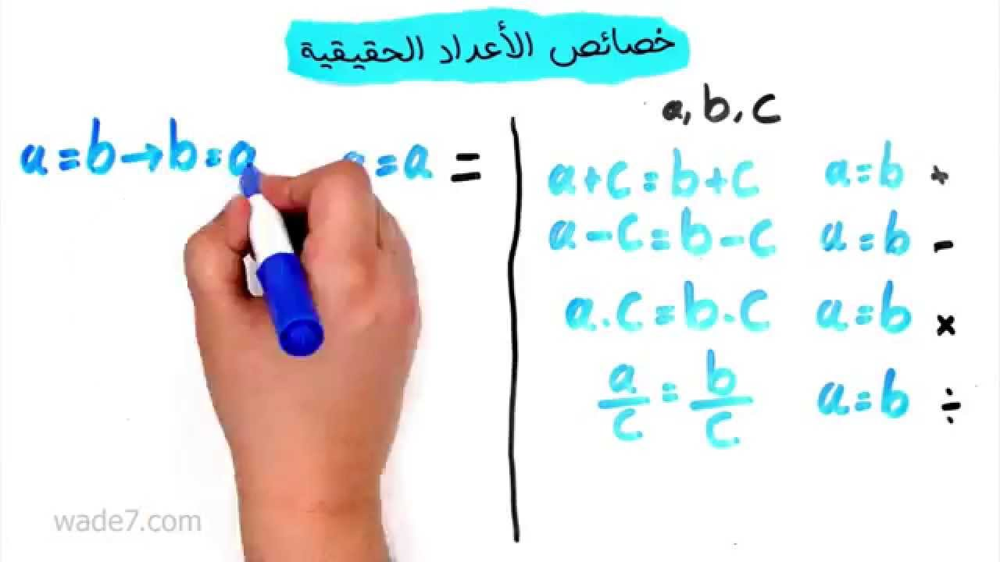 خصائص الأعداد الحقيقية
a, b, c
+ a=b a+c=b+c
- a=b a-c=b-c
× a=b a.c=b.c
÷ a=b a/c = b/c
= a=a a=b→b=a
wade7.com